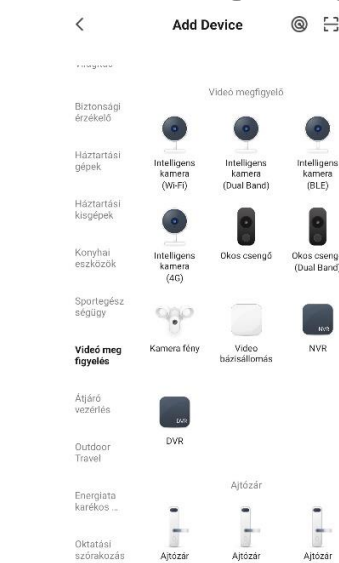 Add Device
Biztonsági
érzékelő
Háztartási
gépek
Háztartási
kisgépek
Konyhai
eszközök
Sportegész
ségügy
Videó meg
figyelés
Átjáró
vezérlés
Outdoor
Travel
Energiata
karékos ...
Oktatási
szórakozás
Videó megfigyelő
Intelligens
kamera
(Wi-Fi)
Intelligens
kamera
(Dual Band)
Intelligens
kamera
(BLE)
Intelligens
kamera
(4G)
Okos csengő
Okos cseng
(Dual Band
Kamera fény
Video
bázisállomás
NVR
NVR
DVR
DVR
Ajtózár
Ajtózár
Ajtózár
Ajtózár